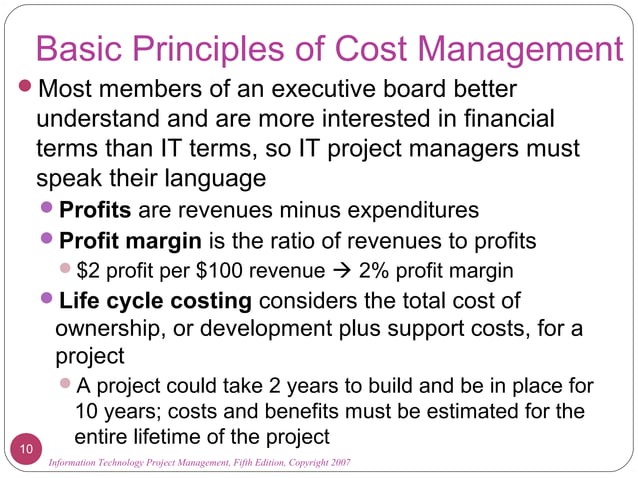 Basic Principles of Cost Management
Most members of an executive board better
understand and are more interested in financial
terms than IT terms, so IT project managers must
speak their language
Profits are revenues minus expenditures
Profit margin is the ratio of revenues to profits
$2 profit per $100 revenue → 2% profit margin
Life cycle costing considers the total cost of
ownership, or development plus support costs, for a
project
A project could take 2 years to build and be in place for
10 years; costs and benefits must be estimated for the
entire lifetime of the project
10
Information Technology Project Management, Fifth Edition, Copyright 2007